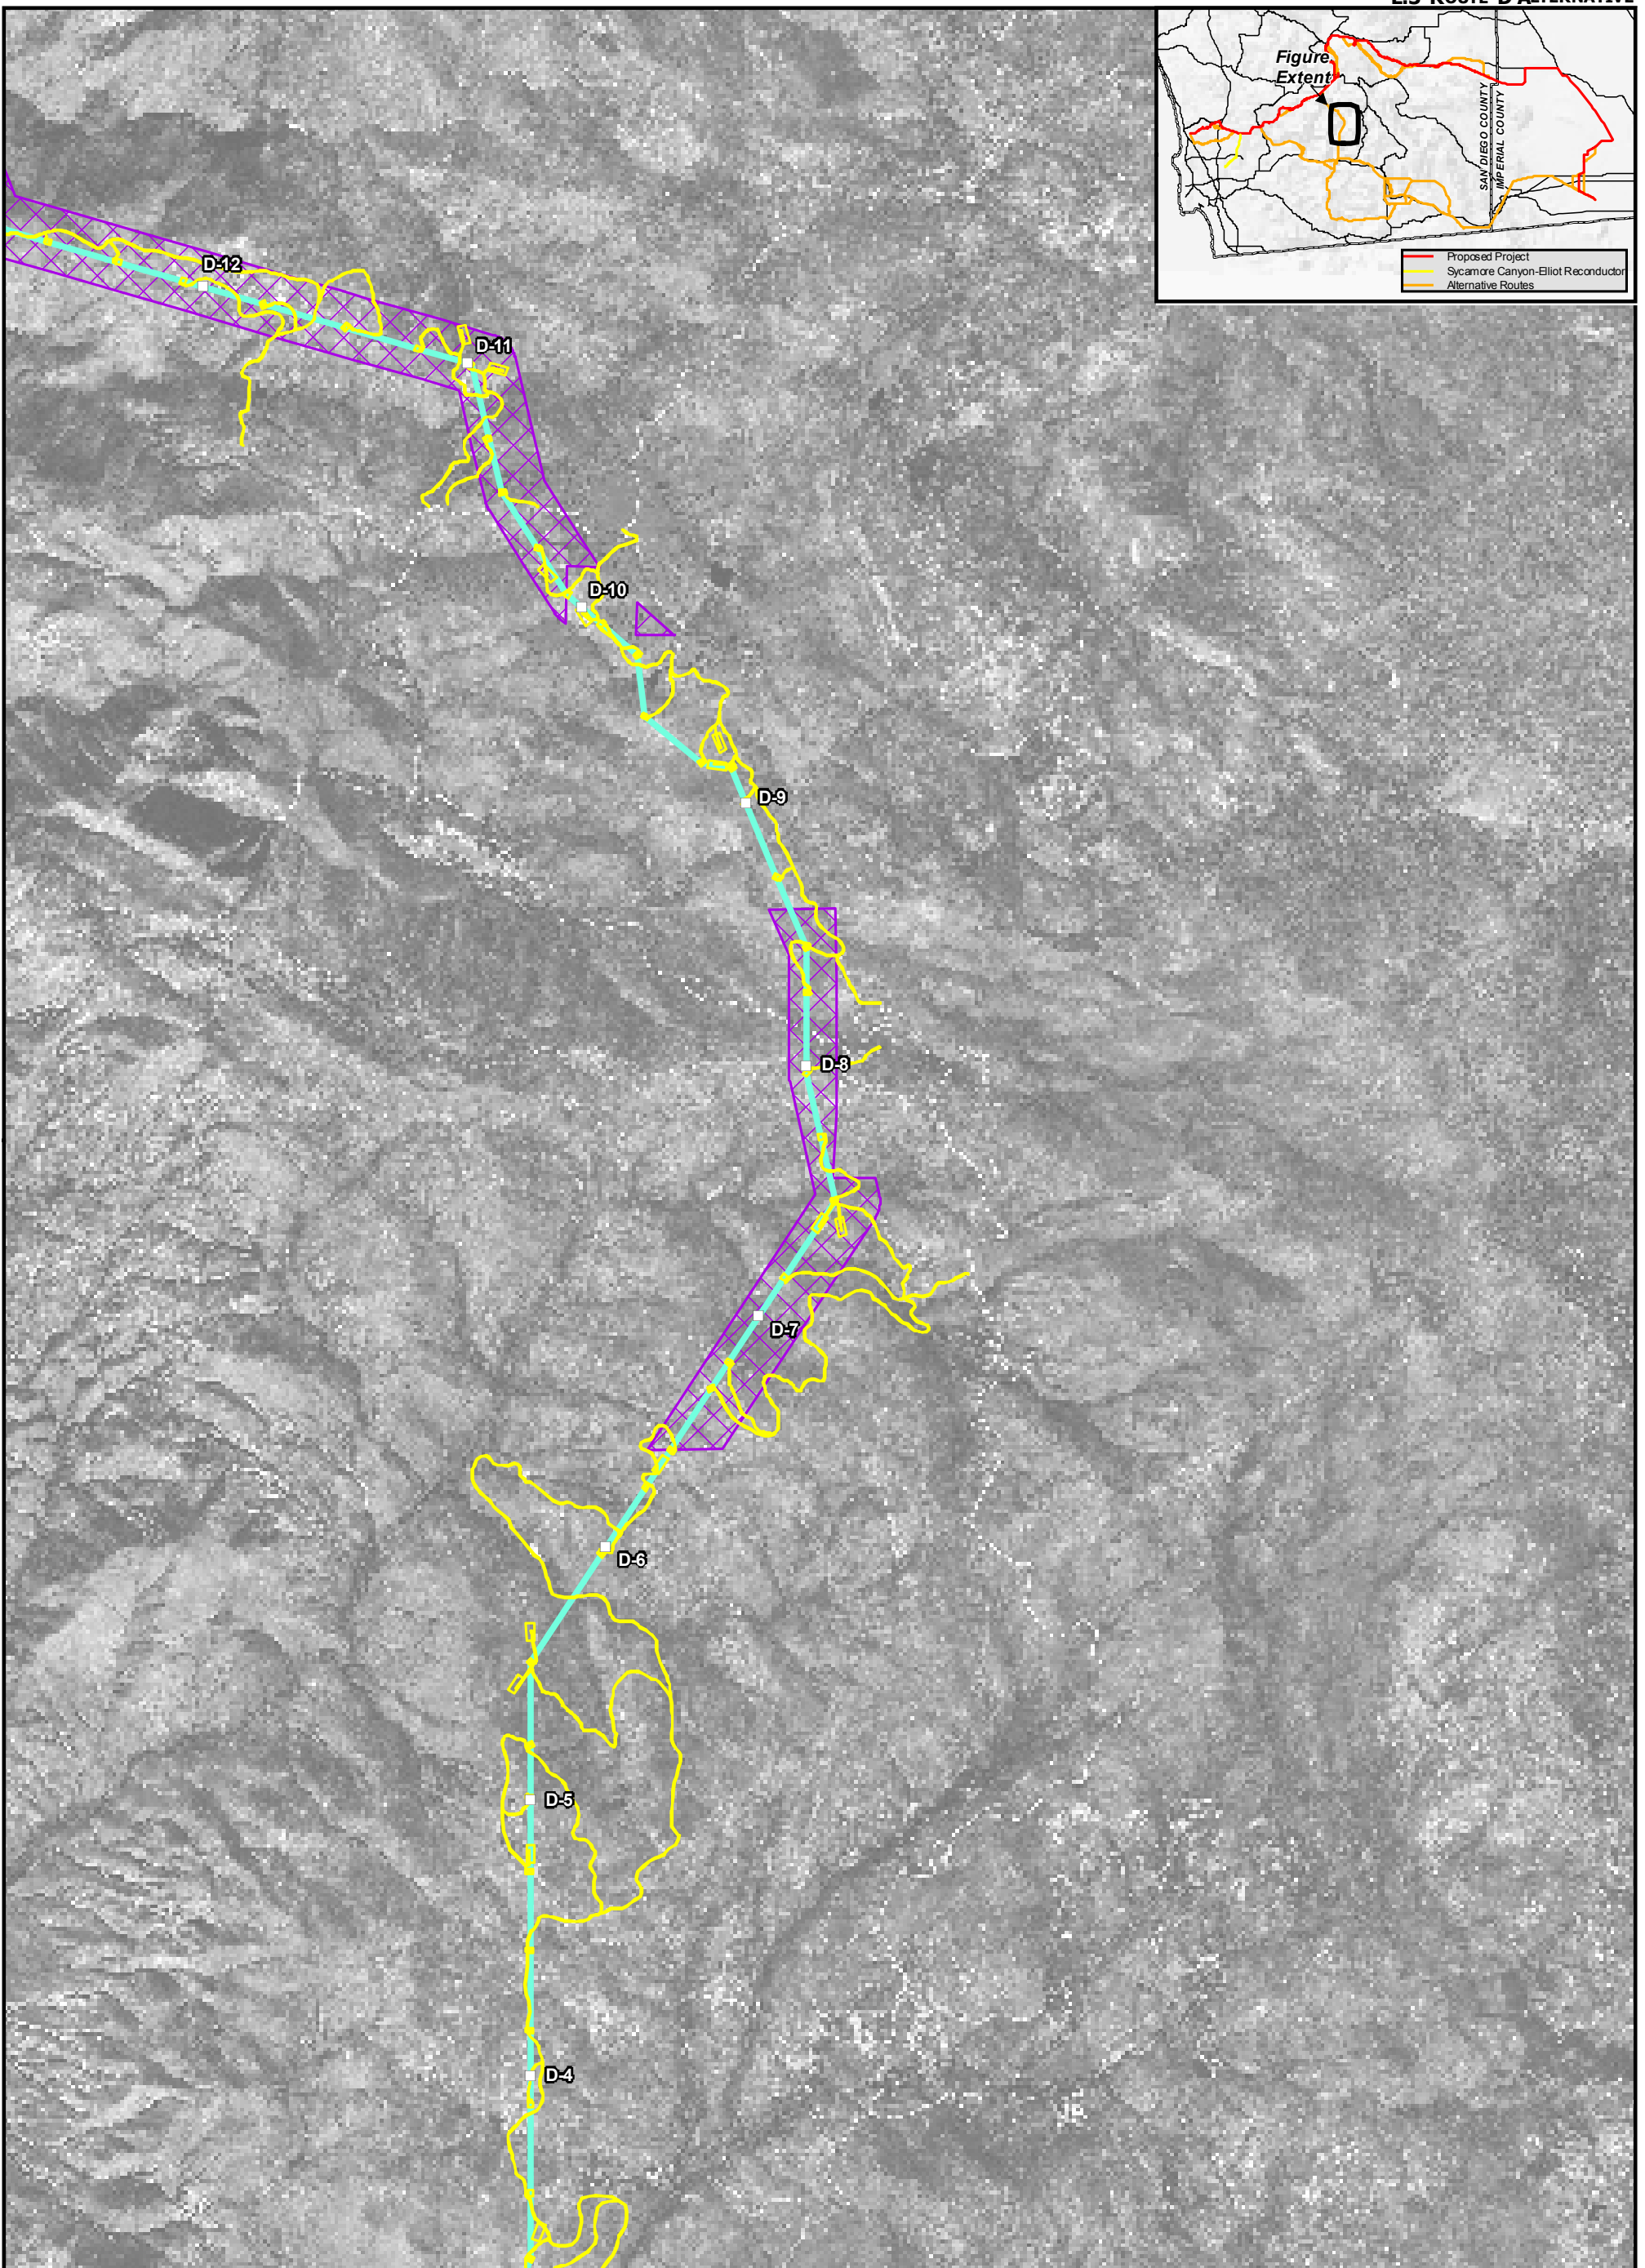 Figure
Extent
SAN DIEGO COUNTY
IMPERIAL COUNTY
Proposed Project
Sycamore Canyon-Elliot Reconductor
Alternative Routes
D-12
D-11
D-10
D-9
D-8
D-7
D-6
D-5
D-4